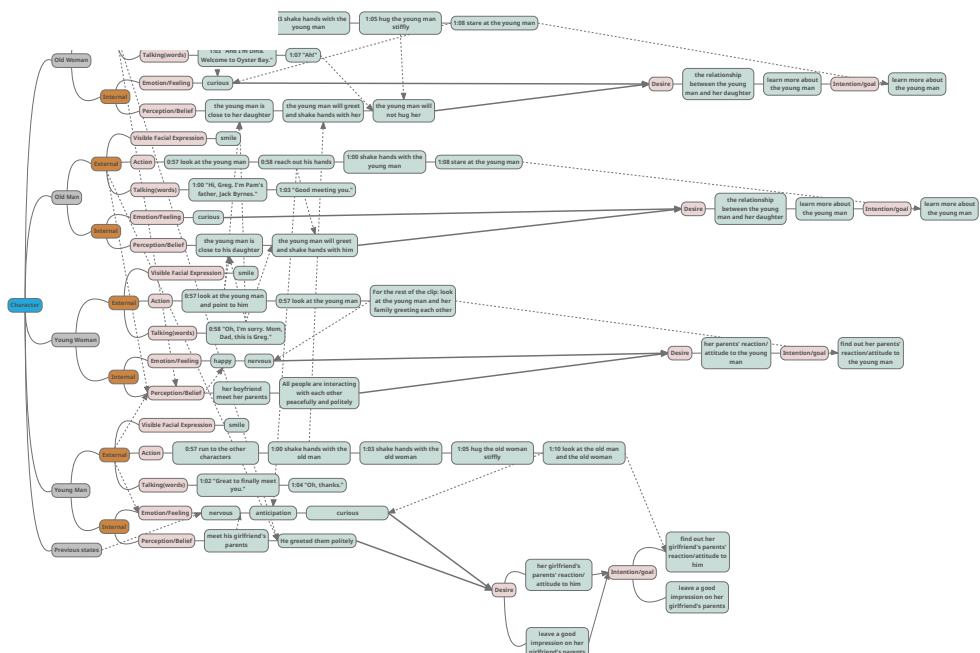 3 shake hands with the
young man
1:05 hug the young man
stiffly
1:08 stare at the young man
Old Woman
Talking(words)
1:03 "And I'm Dina.
Welcome to Oyster Bay."
1:07 "Ah!"
Emotion/Feeling
curious
Internal
Perception/Belief
the young man is
close to her daughter
the young man will greet
and shake hands with her
the young man will
not hug her
Desire
the relationship
between the young
man and her daughter
learn more about
the young man
Intention/goal
learn more about
the young man
Visible Facial Expression
smile
External
Action
0:57 look at the young man
0:58 reach out his hands
1:00 shake hands with the
young man
1:08 stare at the young man
Old Man
Talking(words)
1:00 "Hi, Greg. I'm Pam's
father, Jack Byrnes."
1:03 "Good meeting you."
Emotion/Feeling
curious
Internal
Perception/Belief
the young man is
close to his daughter
the young man will greet
and shake hands with him
Desire
the relationship
between the young
man and her daughter
learn more about
the young man
Intention/goal
learn more about
the young man
Character
Visible Facial Expression
smile
External
Action
0:57 look at the young man
and point to him
0:57 look at the young man
For the rest of the clip: look
at the young man and her
family greeting each other
Young Woman
Talking(words)
0:58 "Oh, I'm sorry. Mom,
Dad, this is Greg."
Emotion/Feeling
happy
nervous
Internal
Perception/Belief
her boyfriend
meet her parents
All people are interacting
with each other
peacefully and politely
Desire
her parents' reaction/
attitude to the young
man
Intention/goal
find out her parents'
reaction/attitude to
the young man
Visible Facial Expression
smile
External
Action
0:57 run to the other
characters
1:00 shake hands with the
old man
1:03 shake hands with the
old woman
1:05 hug the old woman
stiffly
1:10 look at the old man
and the old woman
Young Man
Talking(words)
1:02 "Great to finally meet
you."
1:04 "Oh, thanks."
Emotion/Feeling
nervous
anticipation
curious
Internal
Perception/Belief
meet his girlfriend's
parents
He greeted them politely
Previous states
Desire
her girlfriend's
parents' reaction/
attitude to him
leave a good
impression on her
girlfriend's parents
Intention/goal
find out her
girlfriend's parents'
reaction/attitude to
him
leave a good
impression on her
girlfriend's parents